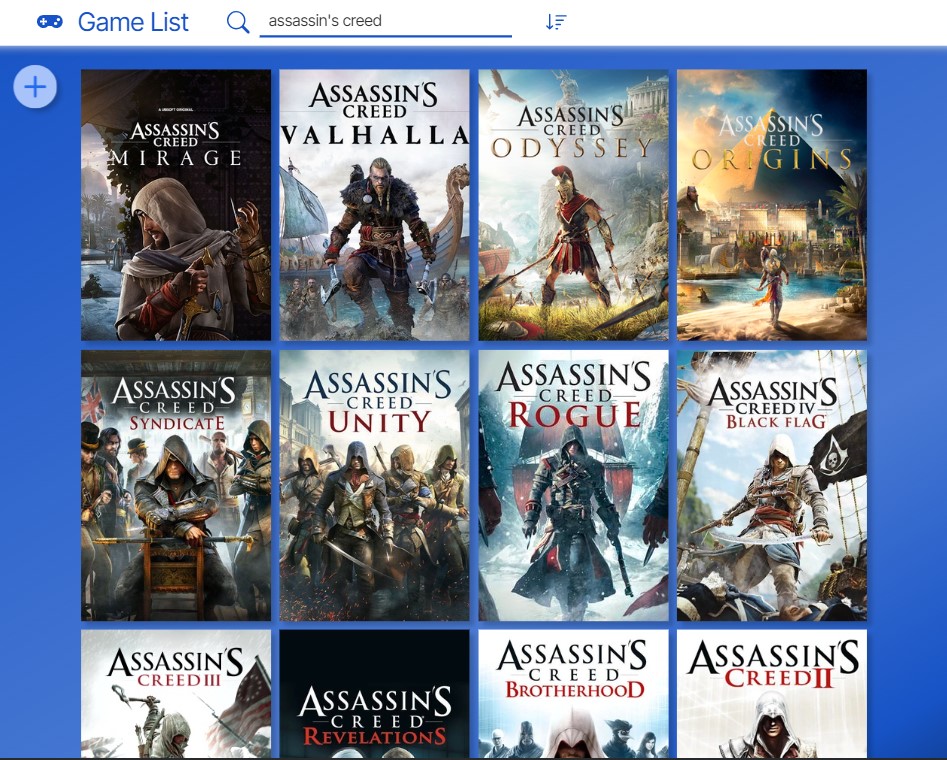 Game List
assassin's creed
A UBISOFT ORIGINAL
ASSASSIN'S
CREED
MIRAGE
ASSASSIN'S
CREED
VALHALLA
ASSASSIN'S
CREED
ODYSSEY
ASSASSIN'S
CREED
ORIGINS
ASSASSIN'S
CREED
SYNDICATE
ASSASSIN'S
CREED
UNITY
ASSASSIN'S
CREED
ROGUE
ASSASSIN'S
CREED IV
BLACK FLAG
ASSASSIN'S
CREED III
ASSASSIN'S
CREED
REVELATIONS
ASSASSIN'S
CREED
BROTHERHOOD
ASSASSIN'S
CREED II